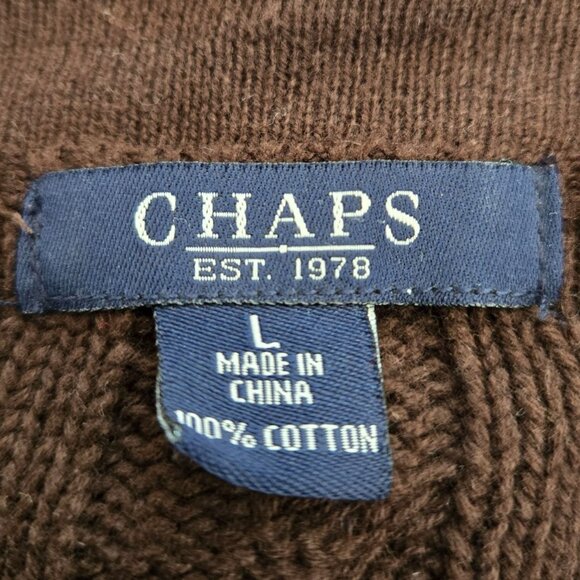 CHAPS
EST. 1978
L
MADE IN
CHINA
100% COTTON